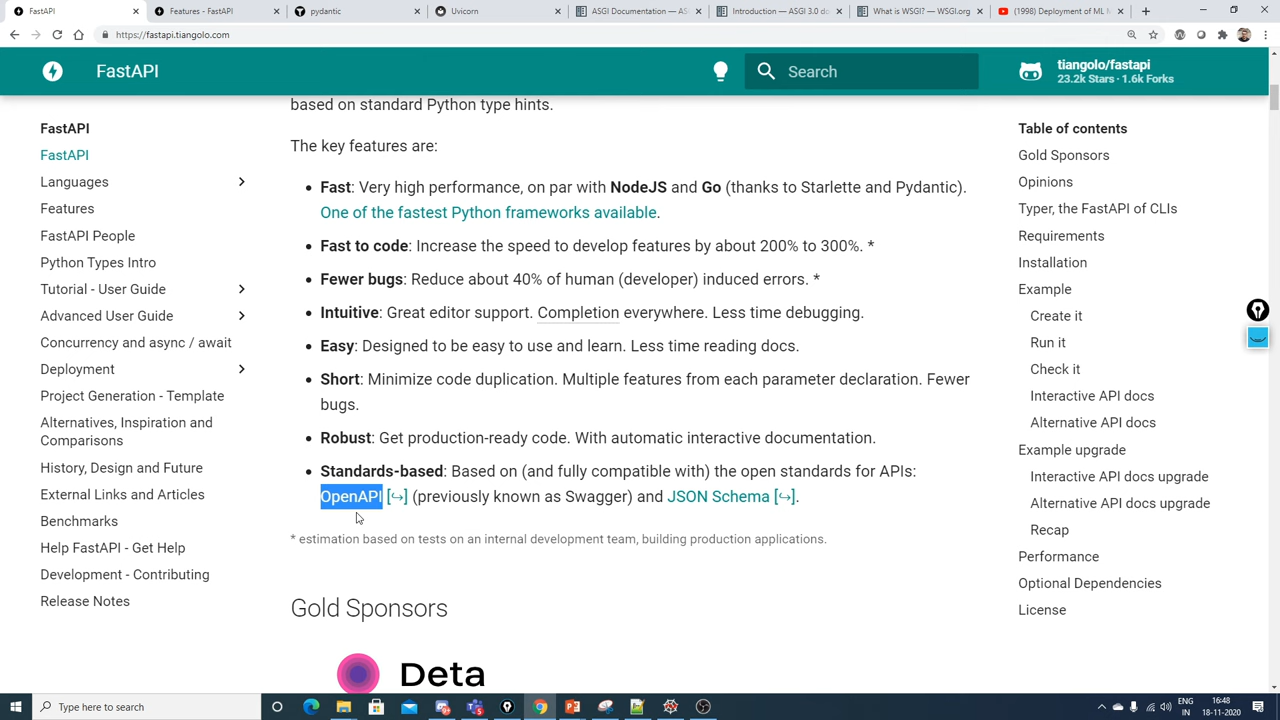 FastAPI
Features - FastAPI
pydantic
Uvicorn
ASGI Documentation — AS
Introduction — ASGI 3.0 do
What is WSGI? — WSGI.org
(1998) Deployment of ML M
https://fastapi.tiangolo.com
FastAPI
Search
tiangolo/fastapi
23.2k Stars · 1.6k Forks
FastAPI
FastAPI
Languages
Features
FastAPI People
Python Types Intro
Tutorial - User Guide
Advanced User Guide
Concurrency and async / await
Deployment
Project Generation - Template
Alternatives, Inspiration and
Comparisons
History, Design and Future
External Links and Articles
Benchmarks
Help FastAPI - Get Help
Development - Contributing
Release Notes
based on standard Python type hints.
The key features are:
Fast: Very high performance, on par with NodeJS and Go (thanks to Starlette and Pydantic).
One of the fastest Python frameworks available.
Fast to code: Increase the speed to develop features by about 200% to 300%. *
Fewer bugs: Reduce about 40% of human (developer) induced errors. *
Intuitive: Great editor support. Completion everywhere. Less time debugging.
Easy: Designed to be easy to use and learn. Less time reading docs.
Short: Minimize code duplication. Multiple features from each parameter declaration. Fewer
bugs.
Robust: Get production-ready code. With automatic interactive documentation.
Standards-based: Based on (and fully compatible with) the open standards for APIs:
OpenAPI [↪] (previously known as Swagger) and JSON Schema [↪].
* estimation based on tests on an internal development team, building production applications.
Gold Sponsors
Deta
Table of contents
Gold Sponsors
Opinions
Typer, the FastAPI of CLIs
Requirements
Installation
Example
Create it
Run it
Check it
Interactive API docs
Alternative API docs
Example upgrade
Interactive API docs upgrade
Alternative API docs upgrade
Recap
Performance
Optional Dependencies
License
Type here to search
ENG
IN
16:48
18-11-2020